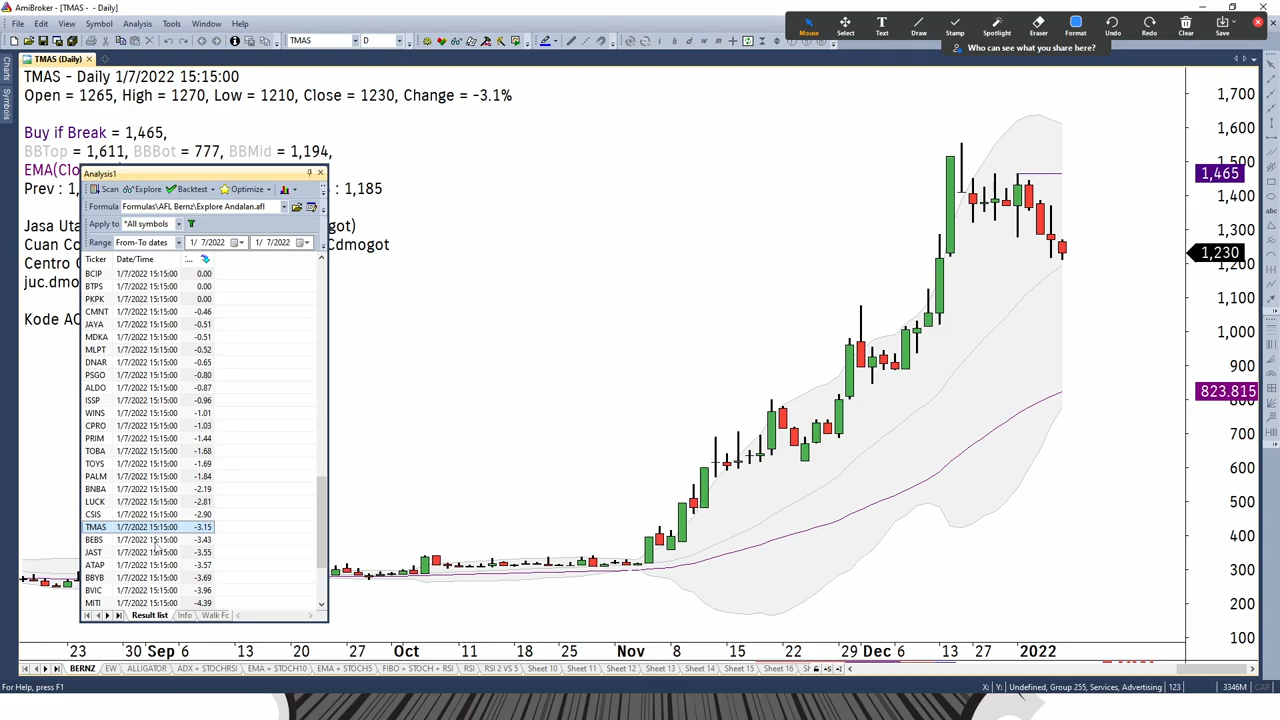 AmiBroker - [TMAS - - Daily]
File Edit View Symbol Analysis Tools Window Help
Mouse Select Text Draw Stamp Spotlight Eraser Format Undo Redo Clear Save
Who can see what you share here?
TMAS D
TMAS (Daily)
Charts
Symbols
TMAS - Daily 1/7/2022 15:15:00
Open = 1265, High = 1270, Low = 1210, Close = 1230, Change = -3.1%
Buy if Break = 1,465,
BBTop = 1,611, BBBot = 777, BBMid = 1,194,
EMA(Clo
Prev : 1, : 1,185
Jasa Uta got)
Cuan Co Cdmogot
Centro C
juc.dmo
Kode AC
Analysis1
Scan Explore Backtest Optimize
Formula Formulas\AFL Bernz\Explore Andalan.afl
Apply to *All symbols
Range From-To dates 1/ 7/2022 1/ 7/2022
Ticker Date/Time ...
BCIP 1/7/2022 15:15:00 0.00
BTPS 1/7/2022 15:15:00 0.00
PKPK 1/7/2022 15:15:00 0.00
CMNT 1/7/2022 15:15:00 -0.46
JAYA 1/7/2022 15:15:00 -0.51
MDKA 1/7/2022 15:15:00 -0.51
MLPT 1/7/2022 15:15:00 -0.52
DNAR 1/7/2022 15:15:00 -0.65
PSGO 1/7/2022 15:15:00 -0.80
ALDO 1/7/2022 15:15:00 -0.87
ISSP 1/7/2022 15:15:00 -0.96
WINS 1/7/2022 15:15:00 -1.01
CPRO 1/7/2022 15:15:00 -1.03
PRIM 1/7/2022 15:15:00 -1.44
TOBA 1/7/2022 15:15:00 -1.68
TOYS 1/7/2022 15:15:00 -1.69
PALM 1/7/2022 15:15:00 -1.84
BNBA 1/7/2022 15:15:00 -2.19
LUCK 1/7/2022 15:15:00 -2.81
CSIS 1/7/2022 15:15:00 -2.90
TMAS 1/7/2022 15:15:00 -3.15
BEBS 1/7/2022 15:15:00 -3.43
JAST 1/7/2022 15:15:00 -3.55
ATAP 1/7/2022 15:15:00 -3.57
BBYB 1/7/2022 15:15:00 -3.69
BVIC 1/7/2022 15:15:00 -3.96
MITI 1/7/2022 15:15:00 -4.39
Result list Info Walk Fo
1,700
1,600
1,500
1,465
1,400
1,300
1,230
1,200
1,100
1,000
900
823.815
800
700
600
500
400
300
200
100
23 30 Sep 6 13 20 27 Oct 11 18 25 Nov 8 15 22 29 Dec 6 13 27 2022
BERNZ EW ALLIGATOR ADX + STOCHRSI EMA + STOCH10 EMA + STOCH5 FIBO + STOCH + RSI RSI RSI 2 VS 5 Sheet 10 Sheet 11 Sheet 12 Sheet 13 Sheet 14 Sheet 15 Sheet 16
For Help, press F1 X: Y: Undefined, Group 255, Services, Advertising 123 3346M CAP